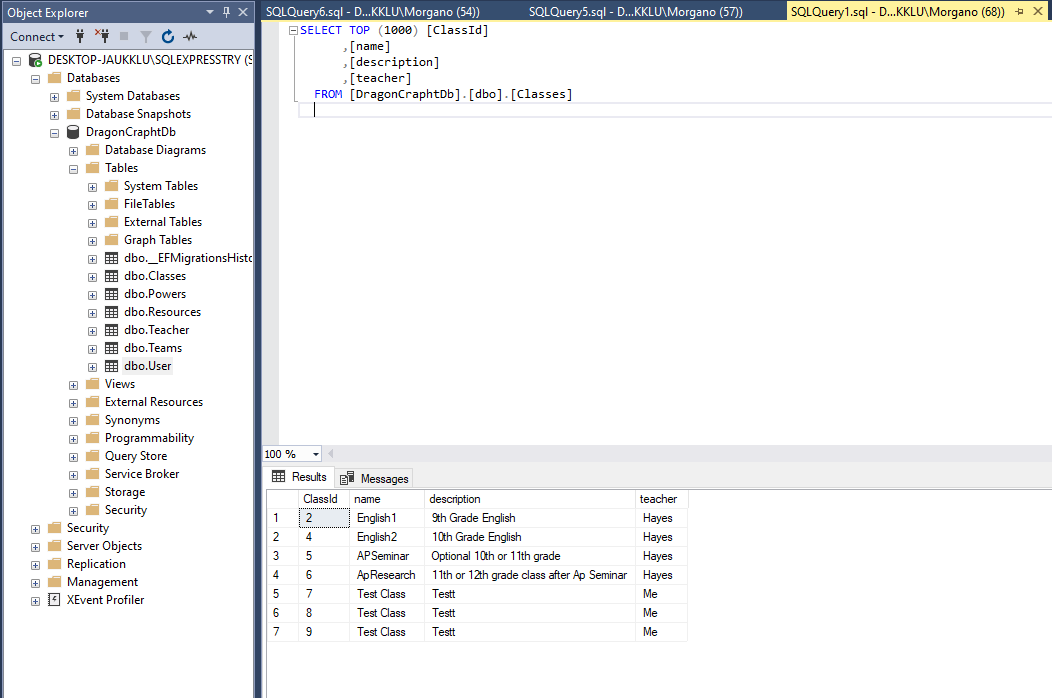 Object Explorer
Connect
DESKTOP-JAUKKLU\SQLEXPRESSTRY (S
Databases
System Databases
Database Snapshots
DragonCraphtDb
Database Diagrams
Tables
System Tables
FileTables
External Tables
Graph Tables
dbo.__EFMigrationsHisto
dbo.Classes
dbo.Powers
dbo.Resources
dbo.Teacher
dbo.Teams
dbo.User
Views
External Resources
Synonyms
Programmability
Query Store
Service Broker
Storage
Security
Security
Server Objects
Replication
Management
XEvent Profiler
SQLQuery6.sql - D...KKLU\Morgano (54)) SQLQuery5.sql - D...KKLU\Morgano (57)) SQLQuery1.sql - D...KKLU\Morgano (68))
SELECT TOP (1000) [ClassId]
,[name]
,[description]
,[teacher]
FROM [DragonCraphtDb].[dbo].[Classes]
100 %
Results Messages
ClassId name description teacher
1 2 English1 9th Grade English Hayes
2 4 English2 10th Grade English Hayes
3 5 APSeminar Optional 10th or 11th grade Hayes
4 6 ApResearch 11th or 12th grade class after Ap Seminar Hayes
5 7 Test Class Testt Me
6 8 Test Class Testt Me
7 9 Test Class Testt Me